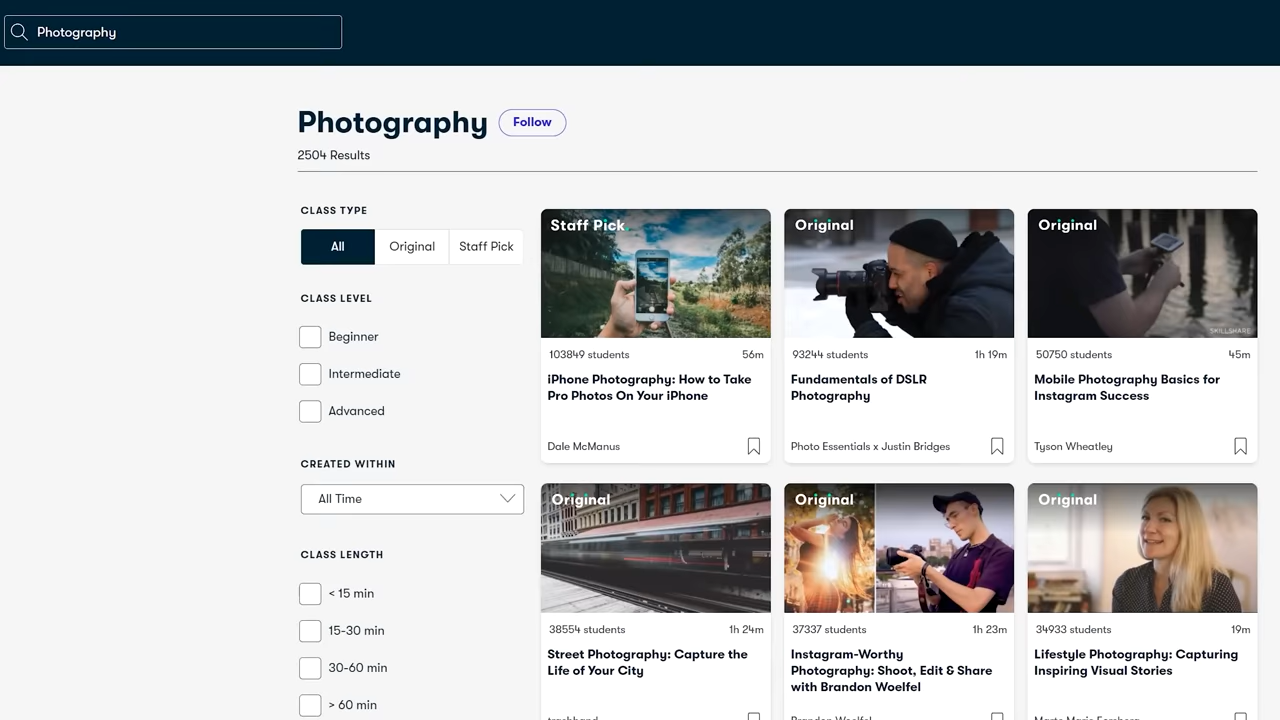 Photography
Photography
Follow
2504 Results
CLASS TYPE
All
Original
Staff Pick
CLASS LEVEL
Beginner
Intermediate
Advanced
CREATED WITHIN
All Time
CLASS LENGTH
< 15 min
15-30 min
30-60 min
> 60 min
Staff Pick.
103849 students
56m
iPhone Photography: How to Take
Pro Photos On Your iPhone
Dale McManus
Original
93244 students
1h 19m
Fundamentals of DSLR
Photography
Photo Essentials x Justin Bridges
Original
SKILLSHARE
50750 students
45m
Mobile Photography Basics for
Instagram Success
Tyson Wheatley
Original
38554 students
1h 24m
Street Photography: Capture the
Life of Your City
trashhand
Original
37337 students
1h 23m
Instagram-Worthy
Photography: Shoot, Edit & Share
with Brandon Woelfel
Brandon Woelfel
Original
34933 students
19m
Lifestyle Photography: Capturing
Inspiring Visual Stories